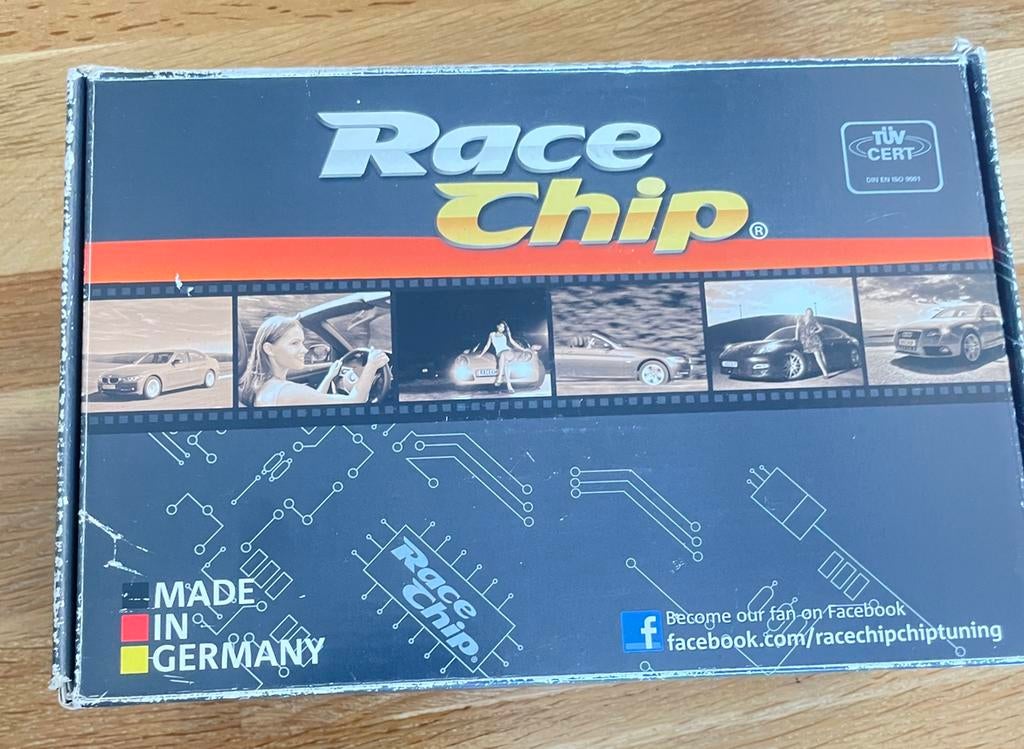 Race
Chip®
TÜV
CERT
DIN EN ISO 9001
Race
Chip®
MADE
IN
GERMANY
Become our fan on Facebook
facebook.com/racechipchiptuning